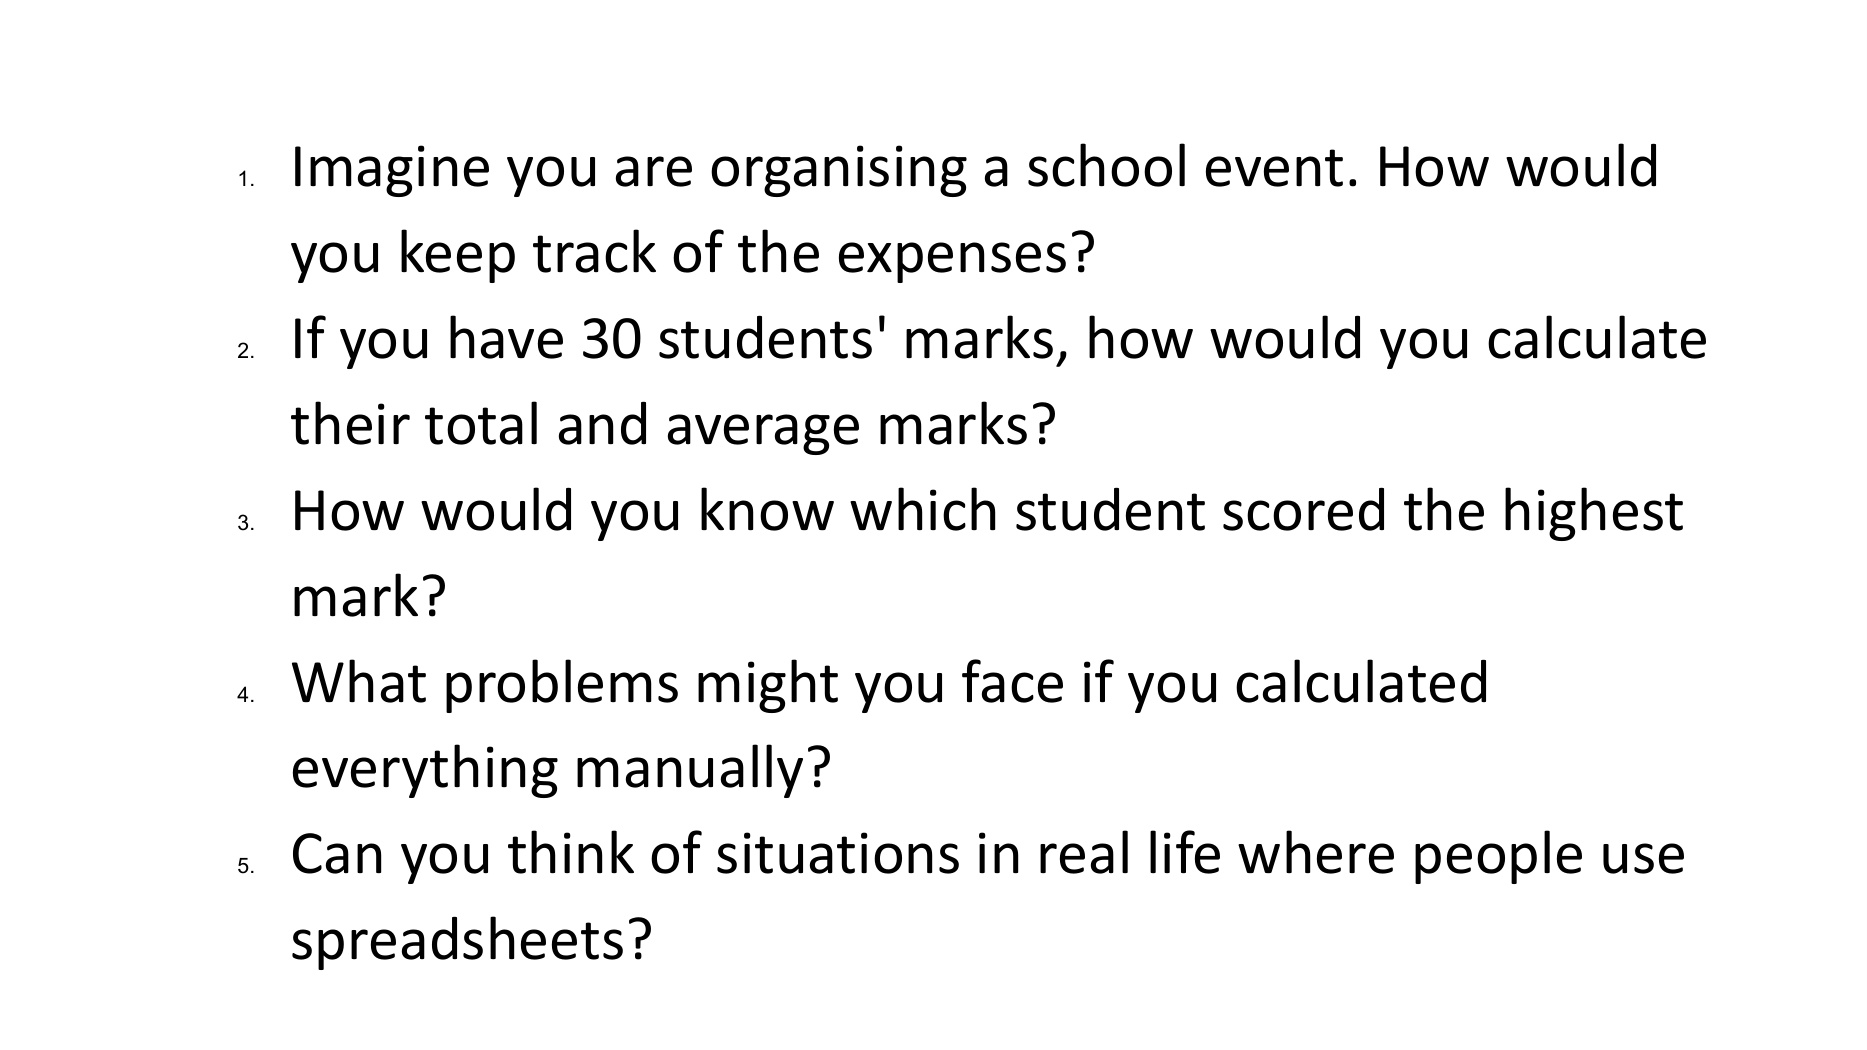 1. Imagine you are organising a school event. How would
you keep track of the expenses?
2. If you have 30 students' marks, how would you calculate
their total and average marks?
3. How would you know which student scored the highest
mark?
4. What problems might you face if you calculated
everything manually?
5. Can you think of situations in real life where people use
spreadsheets?